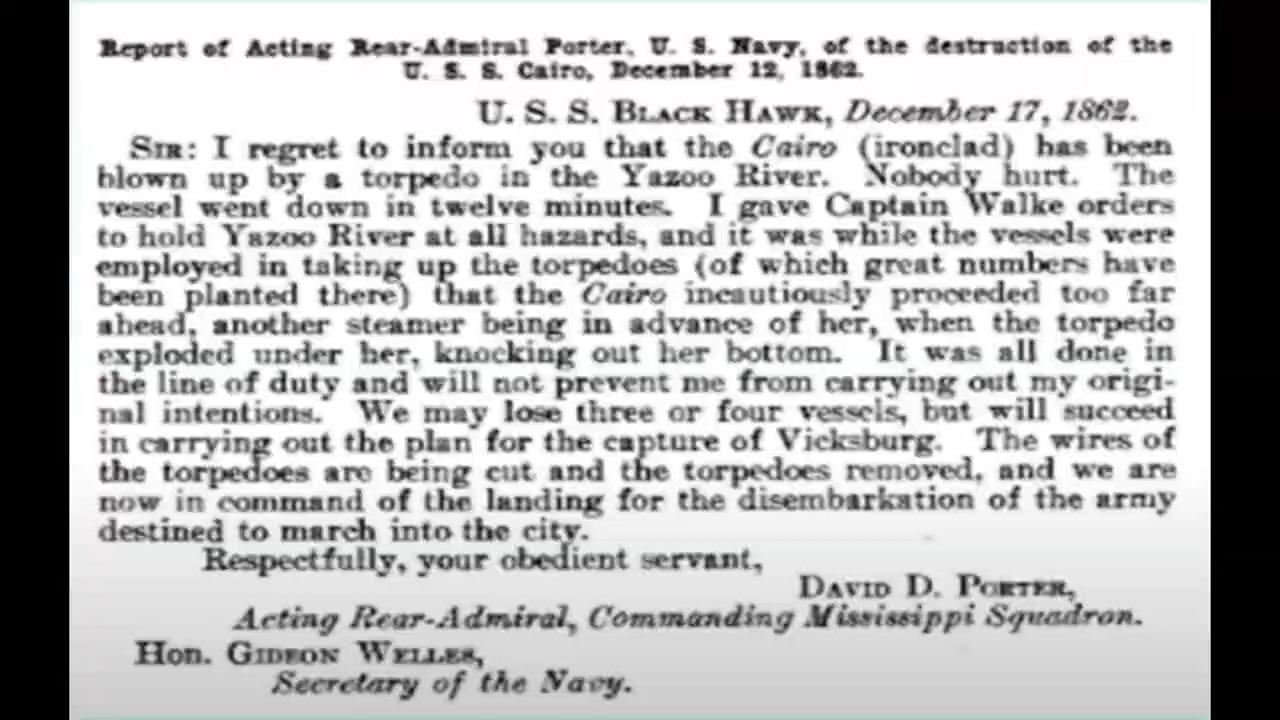 Report of Acting Rear-Admiral Porter, U. S. Navy, of the destruction of the
U. S. S. Cairo, December 12, 1862.
U. S. S. BLACK HAWK, December 17, 1862.
SIR: I regret to inform you that the Cairo (ironclad) has been
blown up by a torpedo in the Yazoo River. Nobody hurt. The
vessel went down in twelve minutes. I gave Captain Walke orders
to hold Yazoo River at all hazards, and it was while the vessels were
employed in taking up the torpedoes (of which great numbers have
been planted there) that the Cairo incautiously proceeded too far
ahead, another steamer being in advance of her, when the torpedo
exploded under her, knocking out her bottom. It was all done in
the line of duty and will not prevent me from carrying out my origi-
nal intentions. We may lose three or four vessels, but will succeed
in carrying out the plan for the capture of Vicksburg. The wires of
the torpedoes are being cut and the torpedoes removed, and we are
now in command of the landing for the disembarkation of the army
destined to march into the city.
Respectfully, your obedient servant,
DAVID D. PORTER,
Acting Rear-Admiral, Commanding Mississippi Squadron.
Hon. GIDEON WELLES,
Secretary of the Navy.